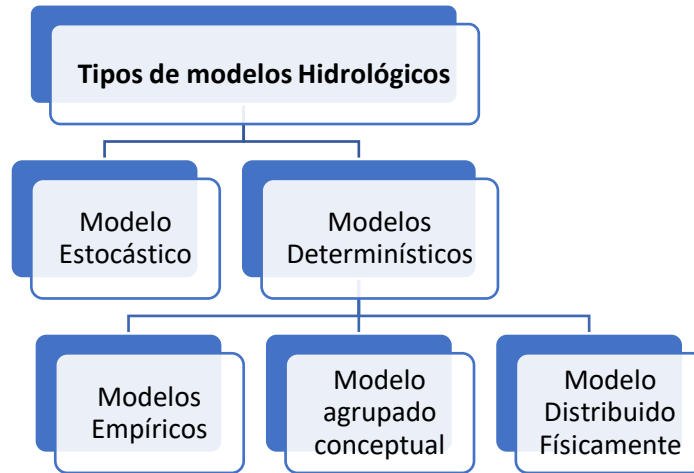 Tipos de modelos Hidrológicos
Modelo
Estocástico
Modelos
Determinísticos
Modelos
Empíricos
Modelo
agrupado
conceptual
Modelo
Distribuido
Físicamente